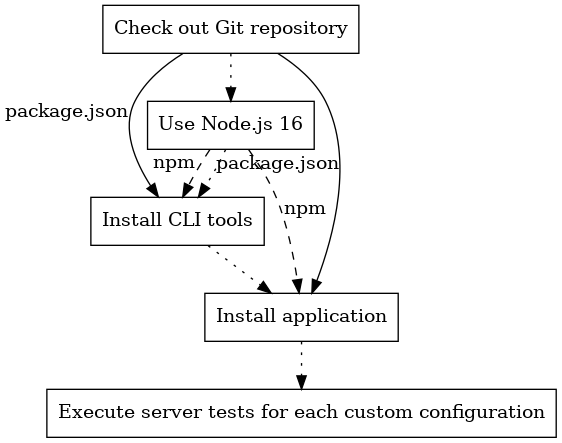 Check out Git repository
package.json
Use Node.js 16
npm
package.json
Install CLI tools
npm
Install application
Execute server tests for each custom configuration